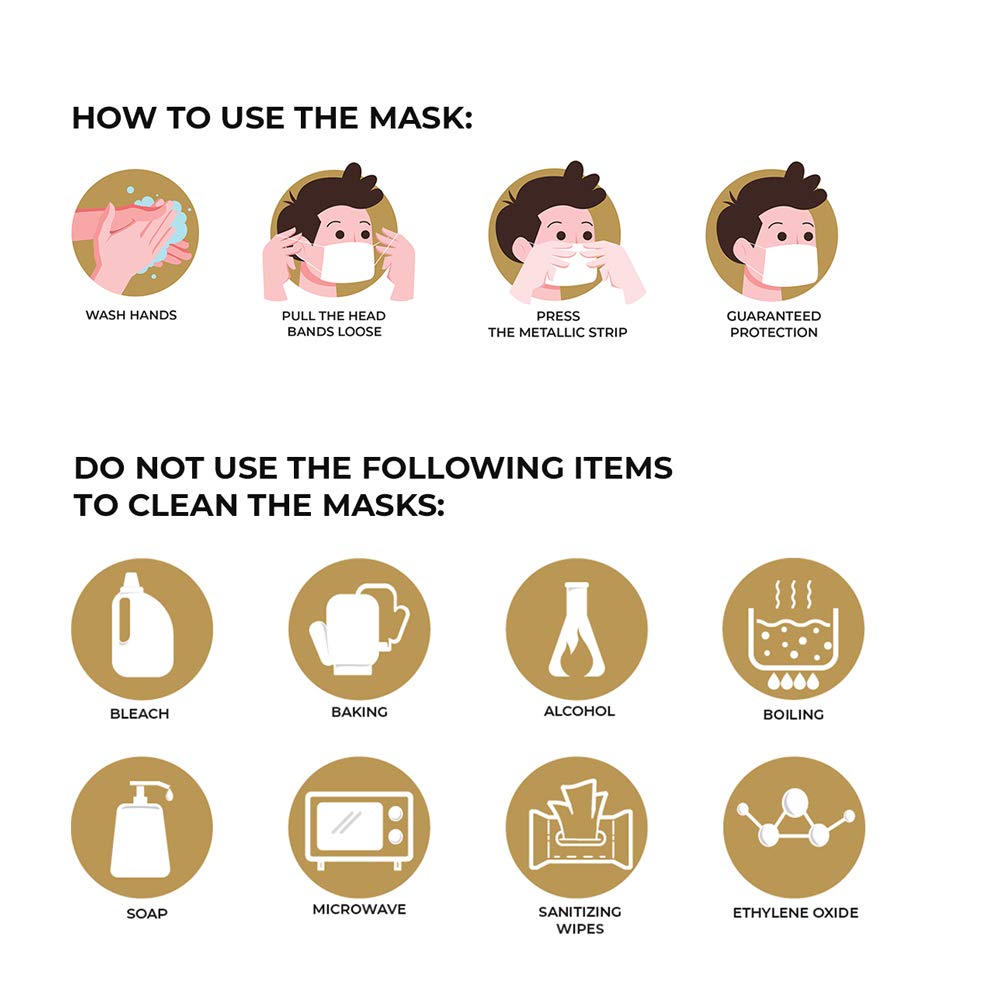 HOW TO USE THE MASK:
WASH HANDS
PULL THE HEAD
BANDS LOOSE
PRESS
THE METALLIC STRIP
GUARANTEED
PROTECTION
DO NOT USE THE FOLLOWING ITEMS
TO CLEAN THE MASKS:
BLEACH
BAKING
ALCOHOL
BOILING
SOAP
MICROWAVE
SANITIZING
WIPES
ETHYLENE OXIDE